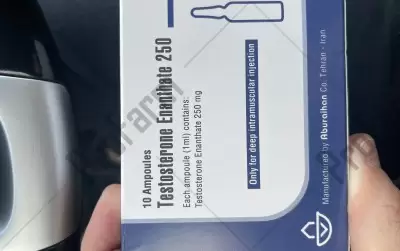 10 Ampoules
Testosterone Enanthate 250
Each ampoule (1ml) contains:
Testosterone Enanthate 250 mg
Only for deep intramuscular injection
Manufactured by Aburaihan Co. Tehran - Iran